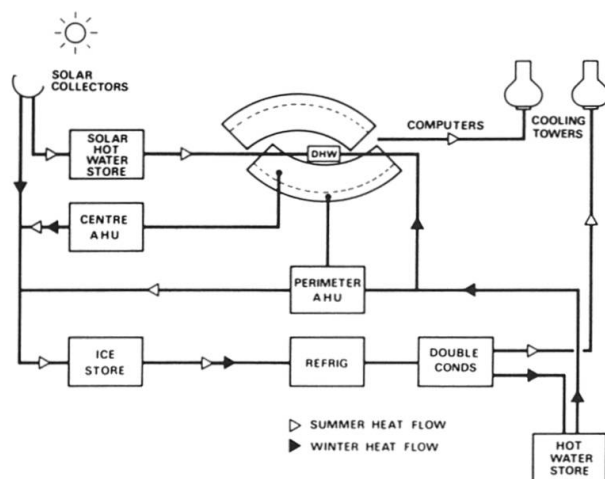 SOLAR
COLLECTORS
SOLAR
HOT
WATER
STORE
DHW
COMPUTERS
COOLING
TOWERS
CENTRE
AHU
PERIMETER
AHU
ICE
STORE
REFRIG
DOUBLE
CONDS
SUMMER HEAT FLOW
WINTER HEAT FLOW
HOT
WATER
STORE